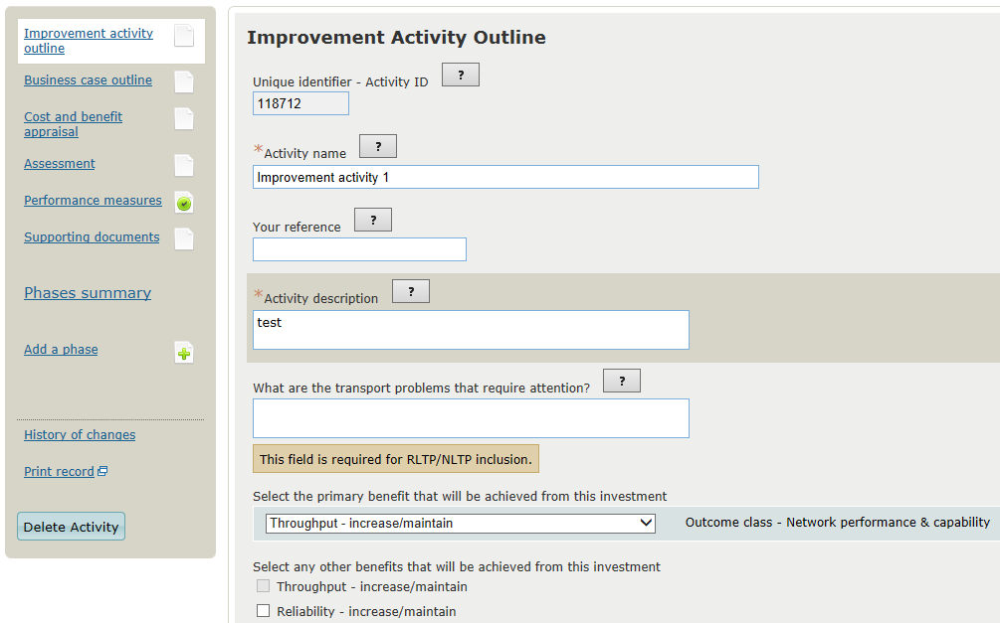 Improvement activity
outline
Business case outline
Cost and benefit
appraisal
Assessment
Performance measures
Supporting documents
Phases summary
Add a phase
History of changes
Print record
Delete Activity
Improvement Activity Outline
Unique identifier - Activity ID ?
118712
*Activity name ?
Improvement activity 1
Your reference ?
*Activity description ?
test
What are the transport problems that require attention? ?
This field is required for RLTP/NLTP inclusion.
Select the primary benefit that will be achieved from this investment
Throughput - increase/maintain Outcome class - Network performance & capability
Select any other benefits that will be achieved from this investment
Throughput - increase/maintain
Reliability - increase/maintain